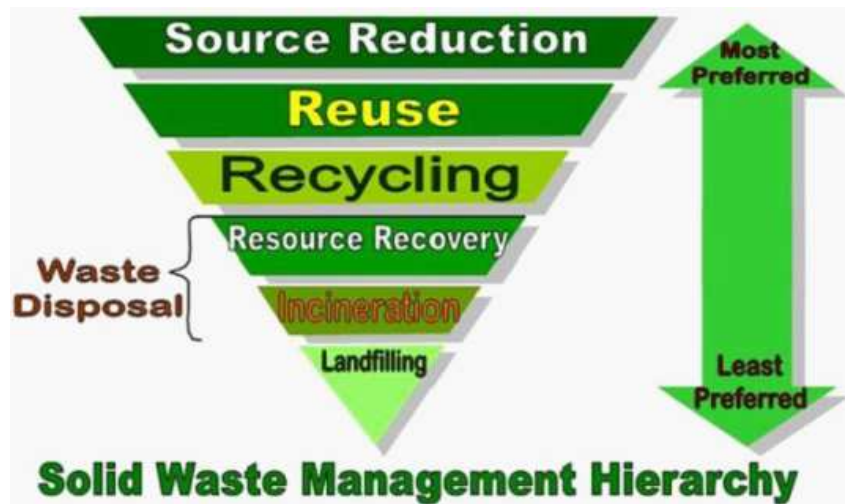 Source Reduction
Most
Preferred
Reuse
Recycling
Resource Recovery
Waste
Disposal
Incineration
Landfilling
Least
Preferred
Solid Waste Management Hierarchy